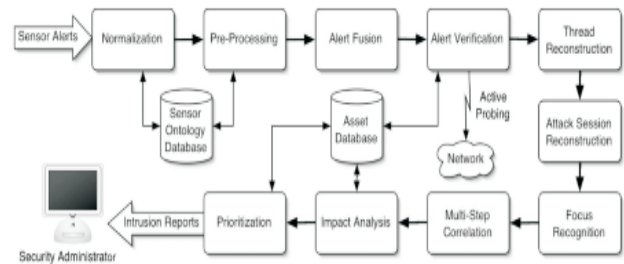 Sensor Alerts
Normalization
Pre-Processing
Alert Fusion
Alert Verification
Thread
Reconstruction
Sensor
Ontology
Database
Asset
Database
Active
Probing
Network
Attack Session
Reconstruction
Security Administrator
Intrusion Reports
Prioritization
Impact Analysis
Multi-Step
Correlation
Focus
Recognition